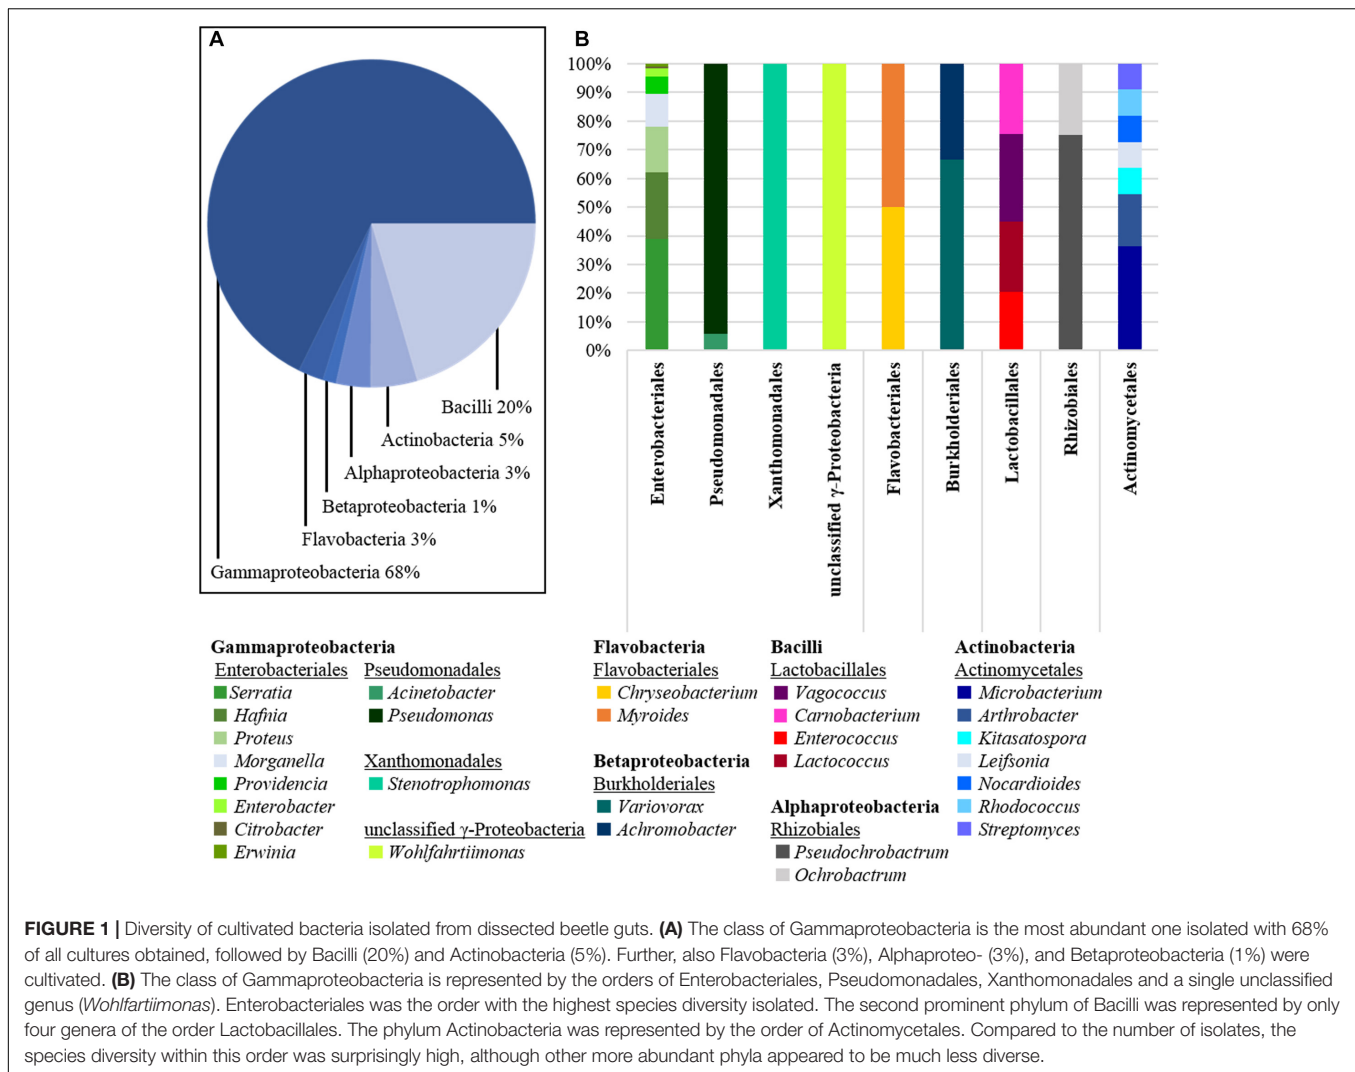 A
Bacilli 20%
Actinobacteria 5%
Alphaproteobacteria 3%
Betaproteobacteria 1%
Flavobacteria 3%
Gammaproteobacteria 68%
B
100%
90%
80%
70%
60%
50%
40%
30%
20%
10%
0%
Enterobacteriales
Pseudomonadales
Xanthomonadales
unclassified γ-Proteobacteria
Flavobacteriales
Burkholderiales
Lactobacillales
Rhizobiales
Actinomycetales
Gammaproteobacteria
Enterobacteriales
Serratia
Hafnia
Proteus
Morganella
Providencia
Enterobacter
Citrobacter
Erwinia
Pseudomonadales
Acinetobacter
Pseudomonas
Xanthomonadales
Stenotrophomonas
unclassified γ-Proteobacteria
Wohlfahrtiimonas
Flavobacteria
Flavobacteriales
Chryseobacterium
Myroides
Betaproteobacteria
Burkholderiales
Variovorax
Achromobacter
Bacilli
Lactobacillales
Vagococcus
Carnobacterium
Enterococcus
Lactococcus
Alphaproteobacteria
Rhizobiales
Pseudochrobactrum
Ochrobactrum
Actinobacteria
Actinomycetales
Microbacterium
Arthrobacter
Kitasatospora
Leifsonia
Nocardioides
Rhodococcus
Streptomyces
FIGURE 1 | Diversity of cultivated bacteria isolated from dissected beetle guts. (A) The class of Gammaproteobacteria is the most abundant one isolated with 68%
of all cultures obtained, followed by Bacilli (20%) and Actinobacteria (5%). Further, also Flavobacteria (3%), Alphaproteo- (3%), and Betaproteobacteria (1%) were
cultivated. (B) The class of Gammaproteobacteria is represented by the orders of Enterobacteriales, Pseudomonadales, Xanthomonadales and a single unclassified
genus (Wohlfartiimonas). Enterobacteriales was the order with the highest species diversity isolated. The second prominent phylum of Bacilli was represented by only
four genera of the order Lactobacillales. The phylum Actinobacteria was represented by the order of Actinomycetales. Compared to the number of isolates, the
species diversity within this order was surprisingly high, although other more abundant phyla appeared to be much less diverse.